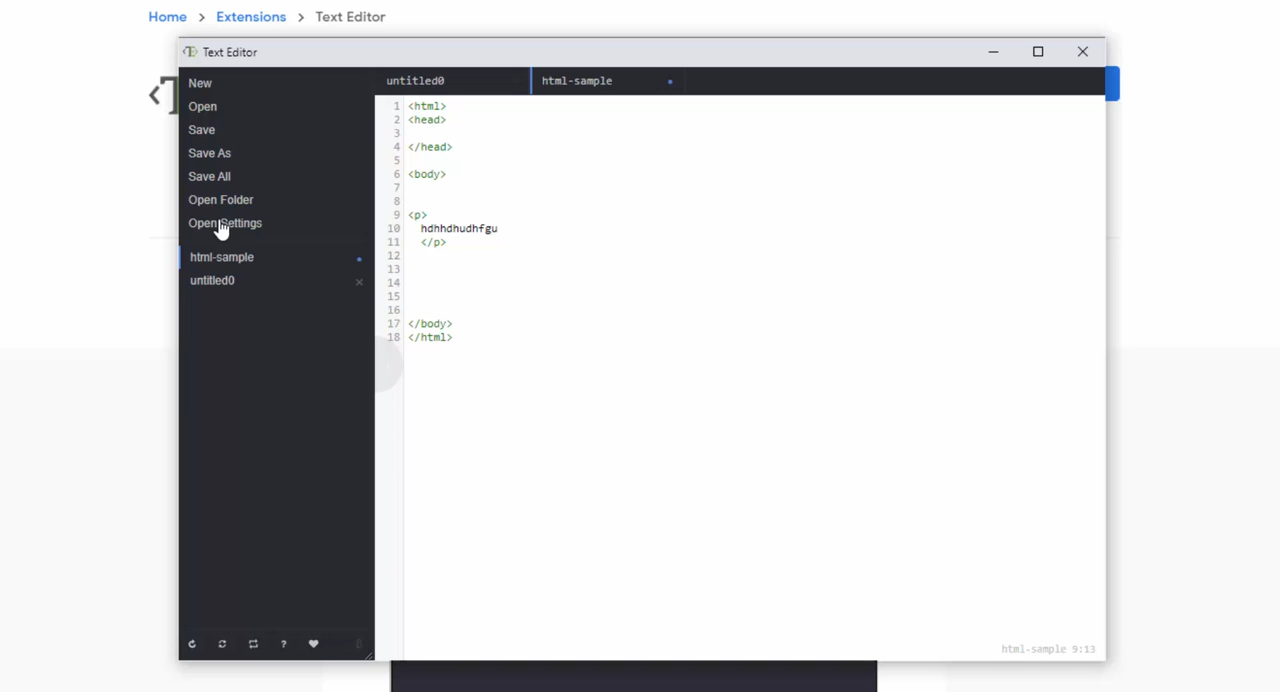 Home > Extensions > Text Editor
Text Editor
New
Open
Save
Save As
Save All
Open Folder
Open Settings
html-sample
untitled0
untitled0
html-sample
1 <html>
2 <head>
3
4 </head>
5
6 <body>
7
8
9 <p>
10 hdhhdhudhfgu
11 </p>
12
13
14
15
16
17 </body>
18 </html>
html-sample 9:13